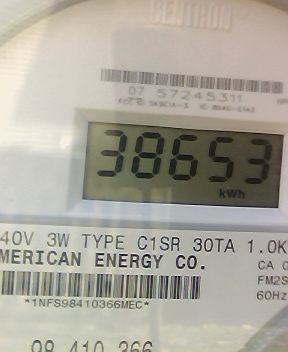 CENTRON
07 57245311
38653
kWh
40V 3W TYPE C1SR 30TA 1.0K
MERICAN ENERGY CO.
CA 0
FM2S
60Hz
*1NFS98410366MEC*
98 410 366